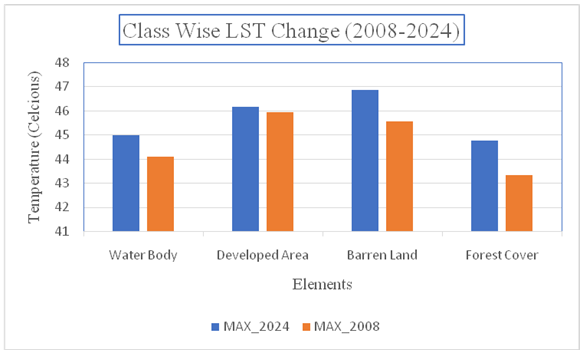 Class Wise LST Change (2008-2024)
Temperature (Celcious)
48
47
46
45
44
43
42
41
Water Body Developed Area Barren Land Forest Cover
Elements
MAX_2024 MAX_2008